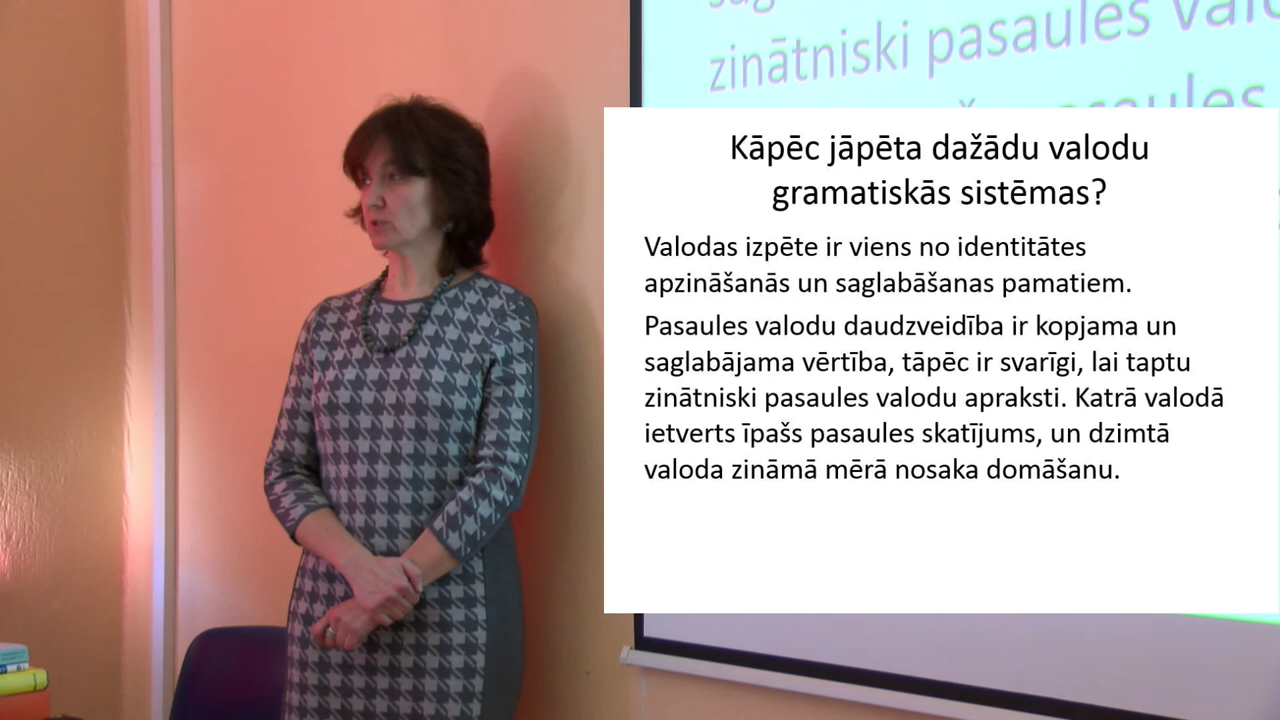 zinātniski pasaules
pasaules
Kāpēc jāpēta dažādu valodu
gramatiskās sistēmas?
Valodas izpēte ir viens no identitātes
apzināšanās un saglabāšanas pamatiem.
Pasaules valodu daudzveidība ir kopjama un
saglabājama vērtība, tāpēc ir svarīgi, lai taptu
zinātniski pasaules valodu apraksti. Katrā valodā
ietverts īpašs pasaules skatījums, un dzimtā
valoda zināmā mērā nosaka domāšanu.